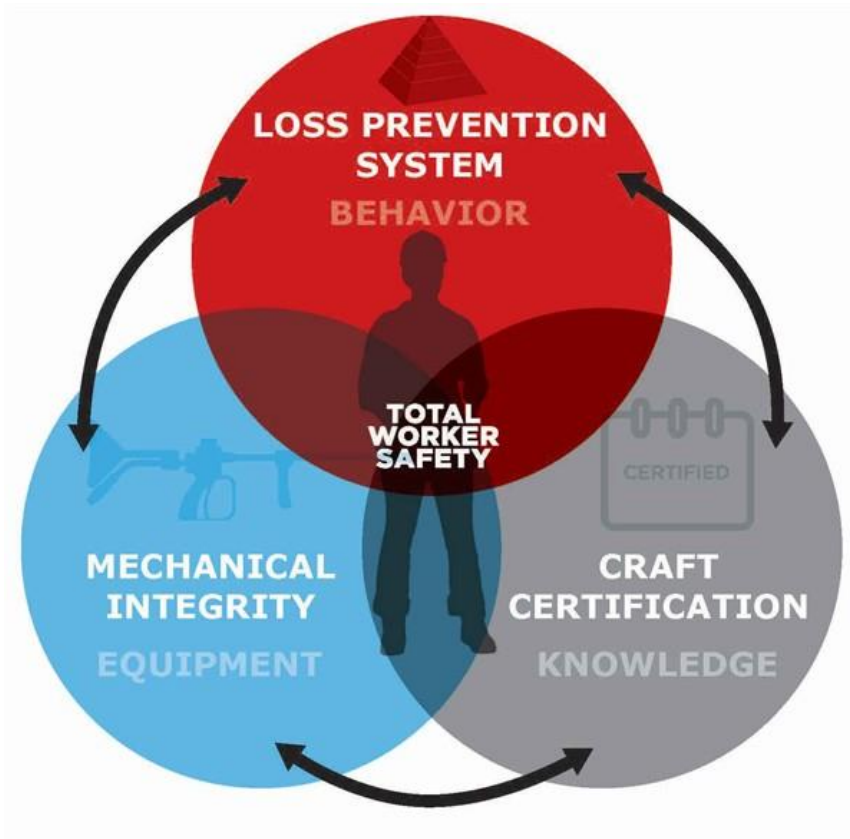 LOSS PREVENTION
SYSTEM
BEHAVIOR
TOTAL
WORKER
SAFETY
CERTIFIED
MECHANICAL
INTEGRITY
EQUIPMENT
CRAFT
CERTIFICATION
KNOWLEDGE